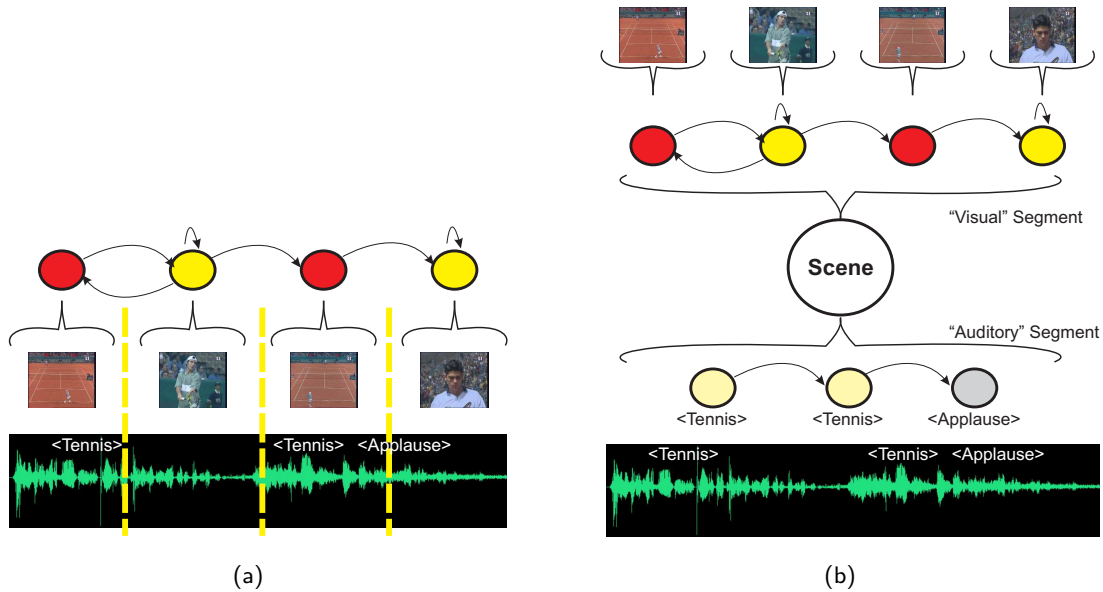 <Tennis>
<Tennis>
<Applause>
(a)
"Visual" Segment
Scene
"Auditory" Segment
<Tennis>
<Tennis>
<Applause>
<Tennis>
<Tennis>
<Applause>
(b)